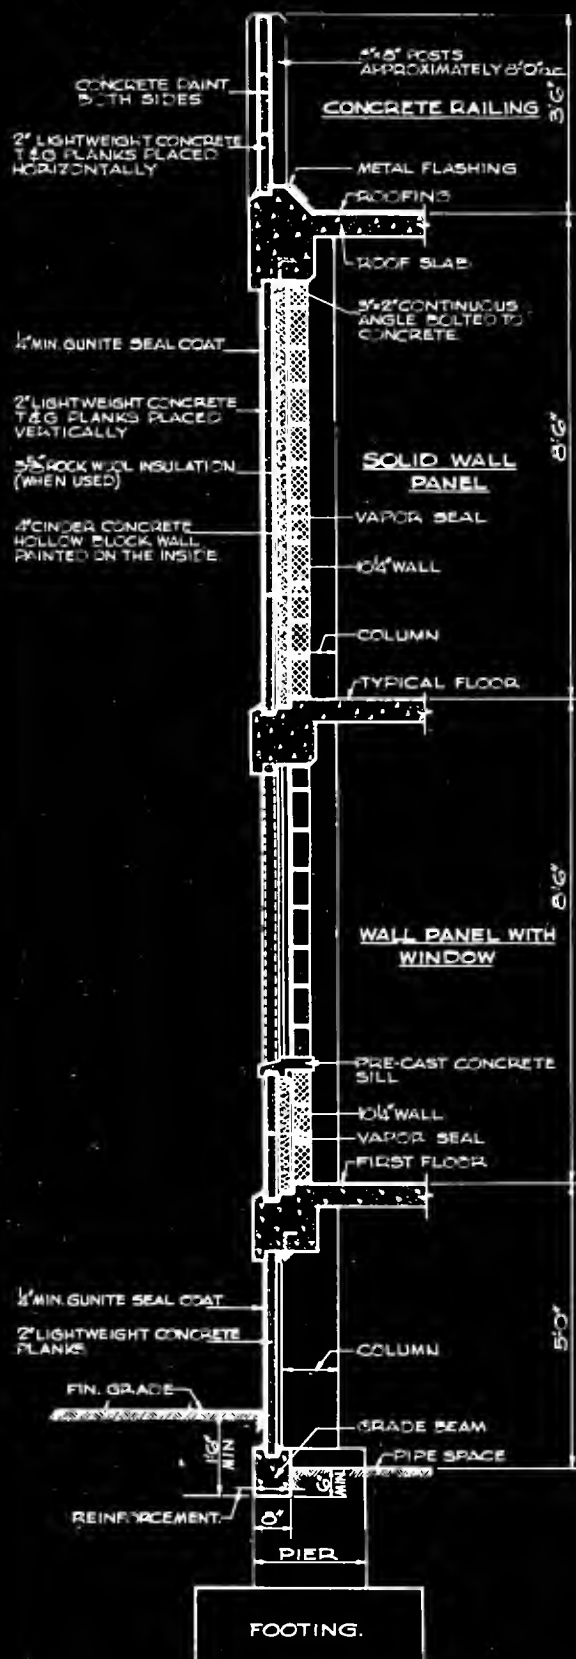 4"x8" POSTS
APPROXIMATELY 8'0"o.c.
CONCRETE PAINT
BOTH SIDES
CONCRETE RAILING
3'6"
2" LIGHTWEIGHT CONCRETE
T&G PLANKS PLACED
HORIZONTALLY
METAL FLASHING
ROOFING
ROOF SLAB
CONTINUOUS
ANGLE BOLTED TO
CONCRETE
¼"MIN. GUNITE SEAL COAT
2" LIGHTWEIGHT CONCRETE
T&G PLANKS PLACED
VERTICALLY
8'6"
SOLID WALL
PANEL
ROCK WOOL INSULATION
(WHEN USED)
VAPOR SEAL
4" CINDER CONCRETE
HOLLOW BLOCK WALL
PAINTED ON THE INSIDE
10¼" WALL
COLUMN
TYPICAL FLOOR
8'6"
WALL PANEL WITH
WINDOW
PRE-CAST CONCRETE
SILL
10¼" WALL
VAPOR SEAL
FIRST FLOOR
¼"MIN. GUNITE SEAL COAT
2" LIGHTWEIGHT CONCRETE
PLANKS
COLUMN
5'0"
FIN. GRADE
1'6"
MIN
GRADE BEAM
PIPE SPACE
6"
MIN.
REINFORCEMENT
8"
PIER
FOOTING.